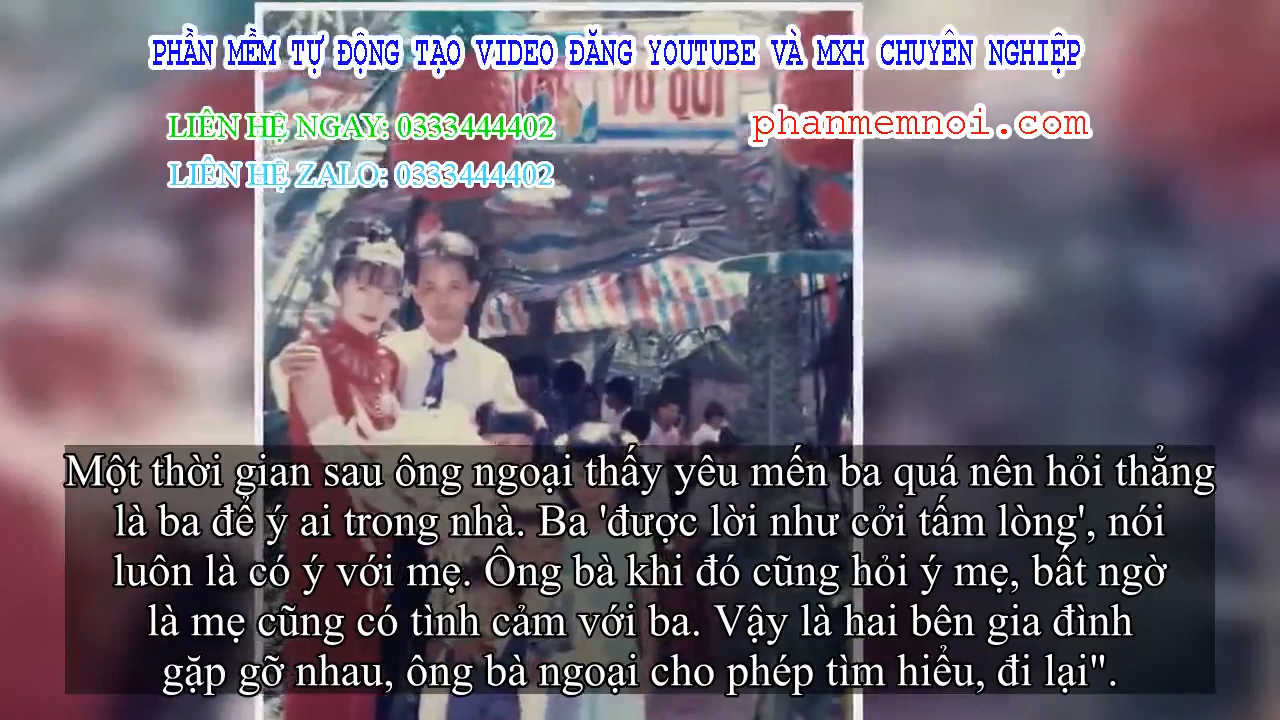 PHẦN MỀM TỰ ĐỘNG TẠO VIDEO ĐĂNG YOUTUBE VÀ MXH CHUYÊN NGHIỆP
VU QUI
LIÊN HỆ NGAY: 0333444402
phanmemnoi.com
LIÊN HỆ ZALO: 0333444402
Một thời gian sau ông ngoại thấy yêu mến ba quá nên hỏi thẳng
là ba để ý ai trong nhà. Ba 'được lời như cởi tấm lòng', nói
luôn là có ý với mẹ. Ông bà khi đó cũng hỏi ý mẹ, bất ngờ
là mẹ cũng có tình cảm với ba. Vậy là hai bên gia đình
gặp gỡ nhau, ông bà ngoại cho phép tìm hiểu, đi lại".